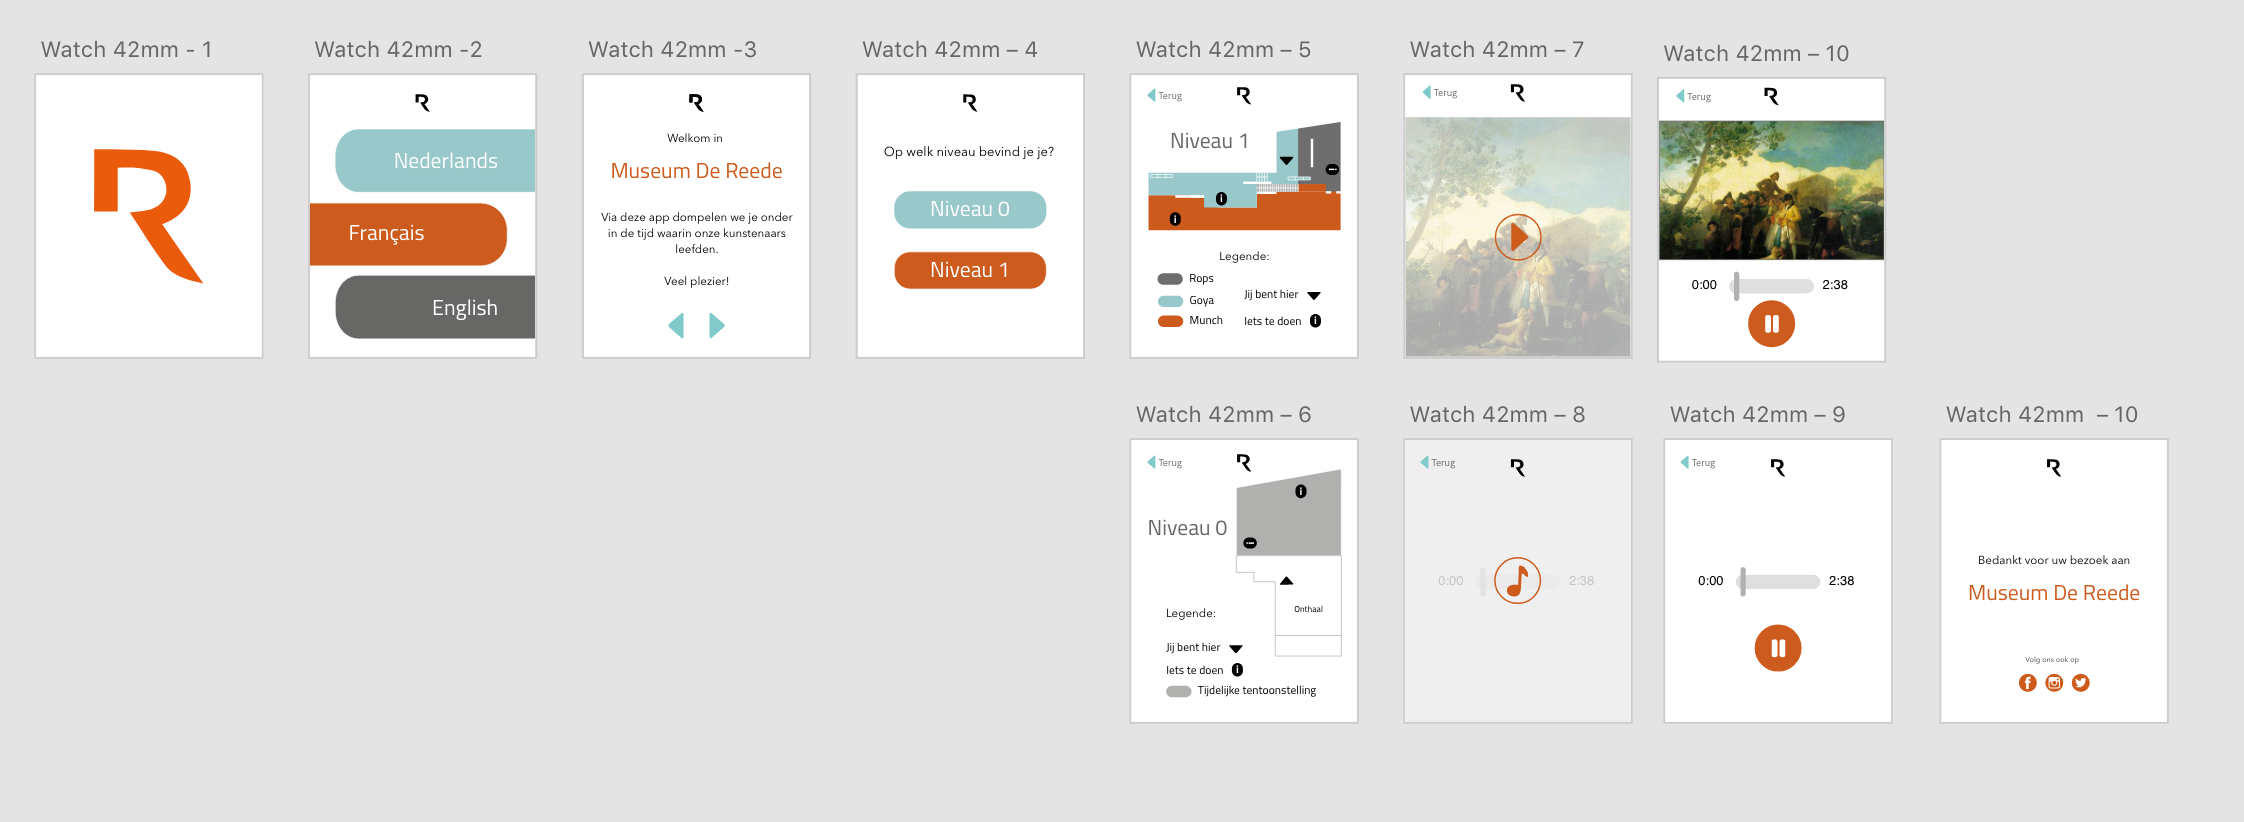 Watch 42mm - 1
Watch 42mm -2
Nederlands
Français
English
Watch 42mm -3
Welkom in
Museum De Reede
Via deze app dompelen we je onder
in de tijd waarin onze kunstenaars
leefden.
Veel plezier!
Watch 42mm – 4
Op welk niveau bevind je je?
Niveau 0
Niveau 1
Watch 42mm – 5
Terug
Niveau 1
Legende:
Rops
Goya
Munch
Jij bent hier
Iets te doen
Watch 42mm – 7
Terug
Watch 42mm – 10
Terug
0:00
2:38
Watch 42mm – 6
Terug
Niveau 0
Onthaal
Legende:
Jij bent hier
Iets te doen
Tijdelijke tentoonstelling
Watch 42mm – 8
Terug
0:00
2:38
Watch 42mm – 9
Terug
0:00
2:38
Watch 42mm – 10
Bedankt voor uw bezoek aan
Museum De Reede
Volg ons ook op